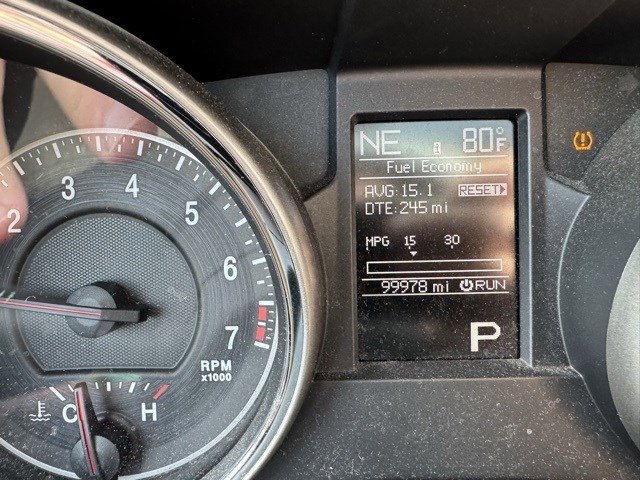 NE 80°F
Fuel Economy
AVG:15.1 RESET
DTE:245 mi
MPG 15 30
99978 mi RUN
P
2
3
4
5
6
7
RPM
x1000
C H